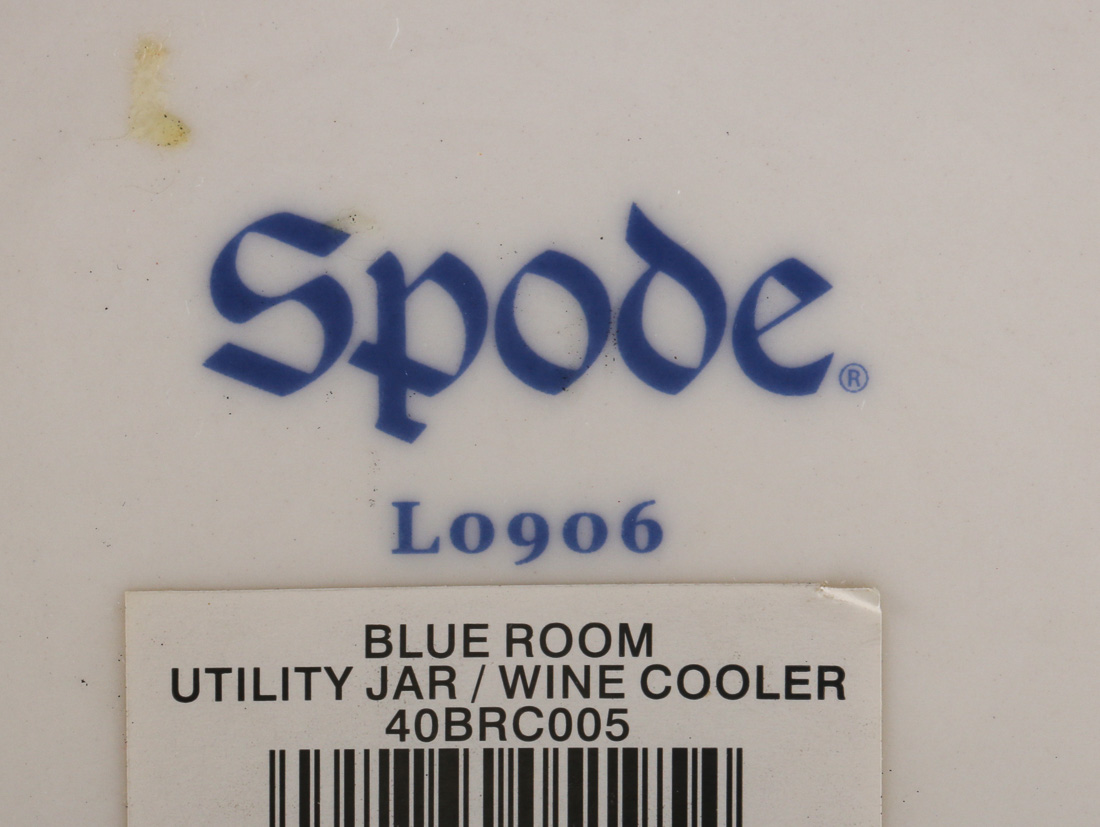 Spode®
L0906
BLUE ROOM
UTILITY JAR / WINE COOLER
40BRC005